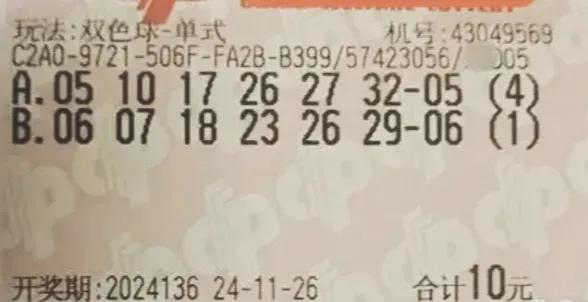 玩法:双色球-单式 机号:43049569
C2A0-9721-506F-FA2B-B399/57423056/ 005
A.05 10 17 26 27 32-05 (4)
B.06 07 18 23 26 29-06 (1)
开奖期:2024136 24-11-26 合计10元